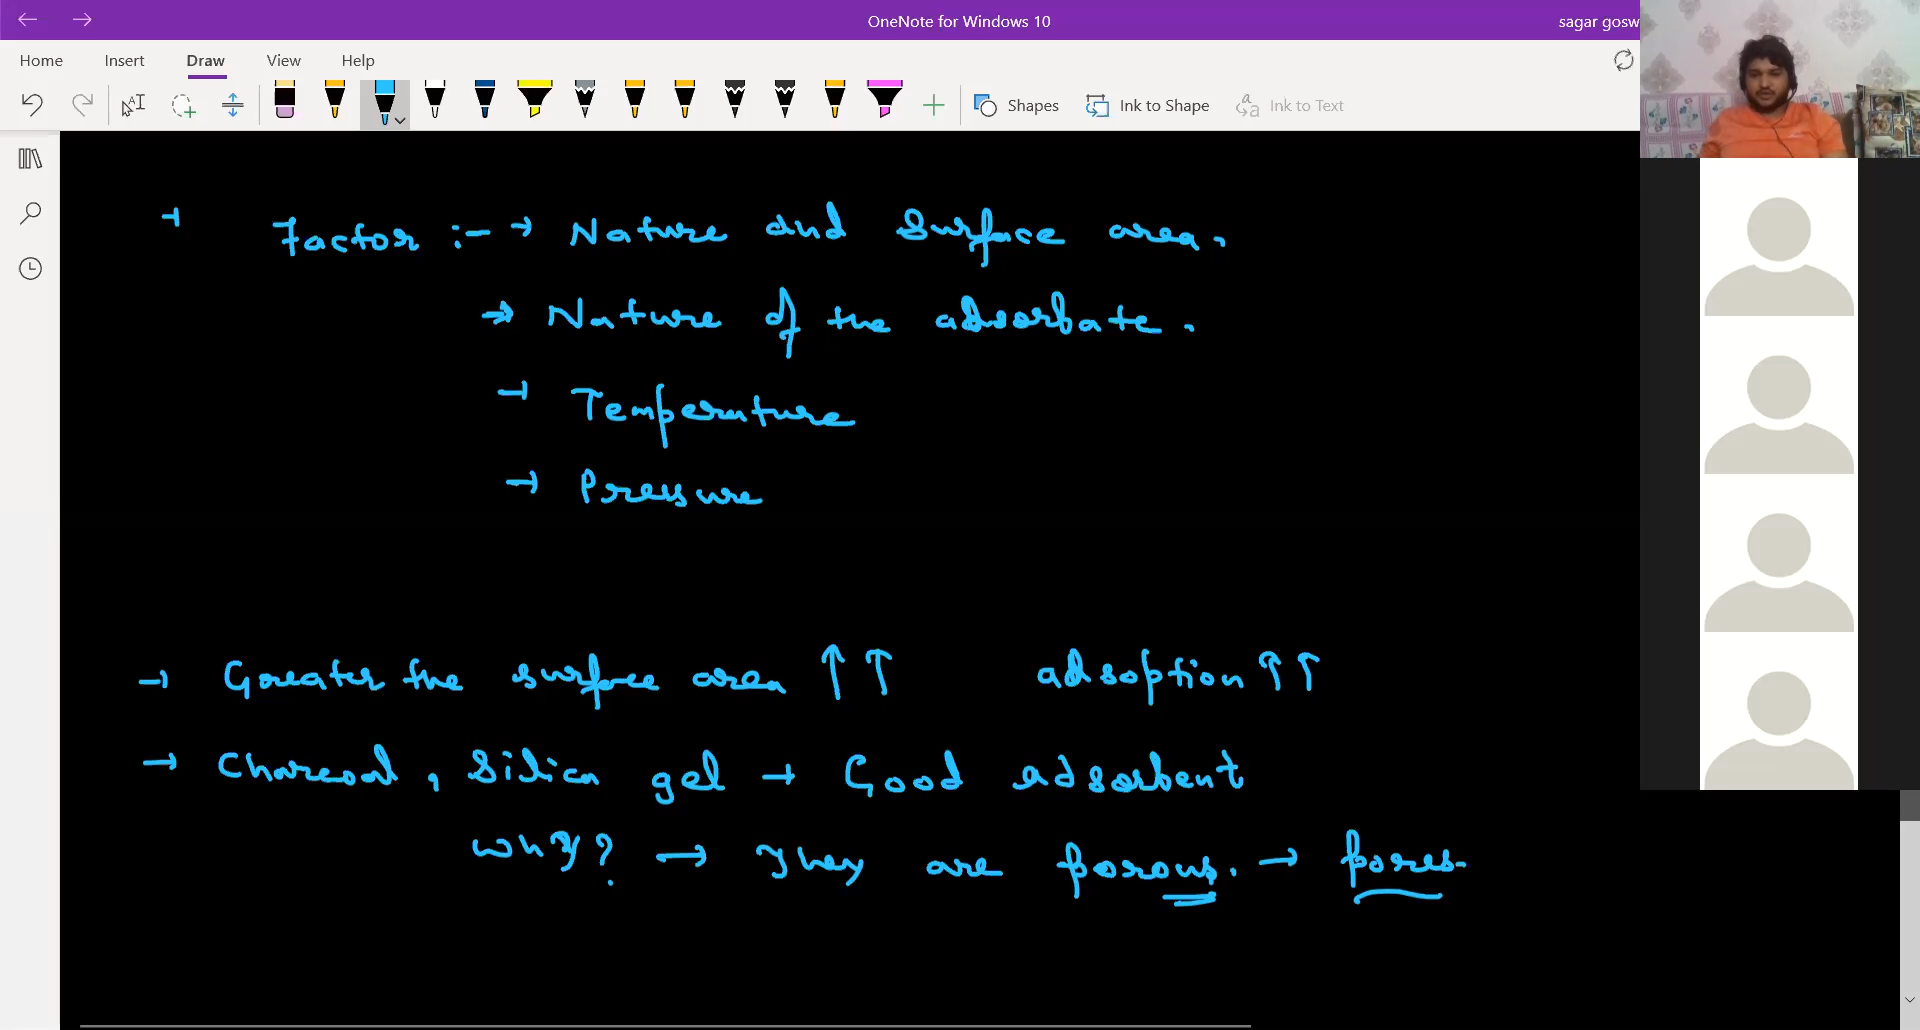 OneNote for Windows 10
sagar gosw
Home Insert Draw View Help
Shapes Ink to Shape Ink to Text
Factor :- → Nature and Surface area.
→ Nature of the adsorbate.
→ Temperature
→ Pressure
→ Greater the surface area ↑↑ adsoption ↑↑
→ Charcoal, Silica gel → Good adsorbent
why? → They are porous. → pores